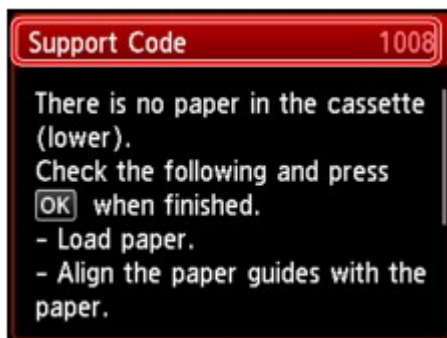 Support Code 1008
There is no paper in the cassette
(lower).
Check the following and press
OK when finished.
– Load paper.
– Align the paper guides with the
paper.